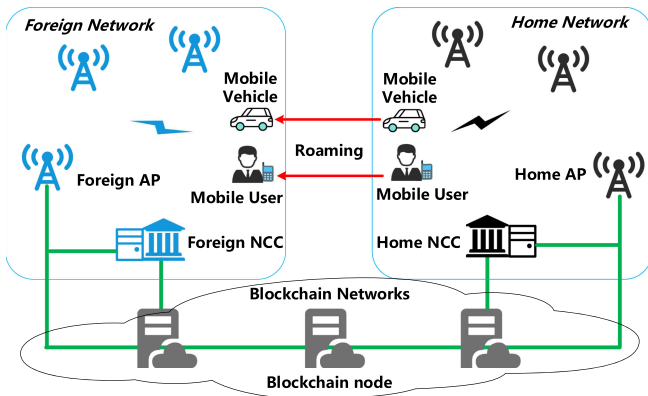 Foreign Network
Home Network
Mobile
Vehicle
Mobile
Vehicle
Roaming
Foreign AP
Mobile User
Mobile User
Home AP
Foreign NCC
Home NCC
Blockchain Networks
Blockchain node